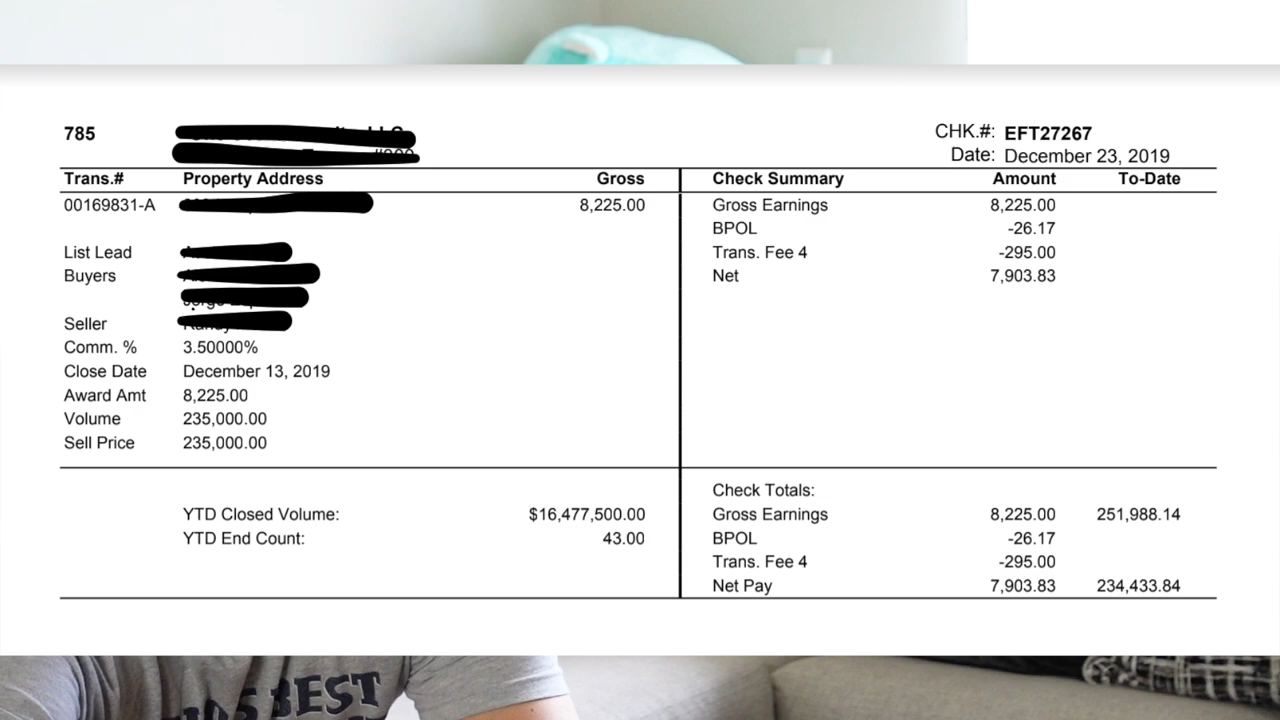 785
CHK.#: EFT27267
Date: December 23, 2019
Trans.# Property Address Gross Check Summary Amount To-Date
00169831-A 8,225.00 Gross Earnings 8,225.00
BPOL -26.17
List Lead Trans. Fee 4 -295.00
Buyers Net 7,903.83
Seller
Comm. % 3.50000%
Close Date December 13, 2019
Award Amt 8,225.00
Volume 235,000.00
Sell Price 235,000.00
Check Totals:
YTD Closed Volume: $16,477,500.00 Gross Earnings 8,225.00 251,988.14
YTD End Count: 43.00 BPOL -26.17
Trans. Fee 4 -295.00
Net Pay 7,903.83 234,433.84
BEST